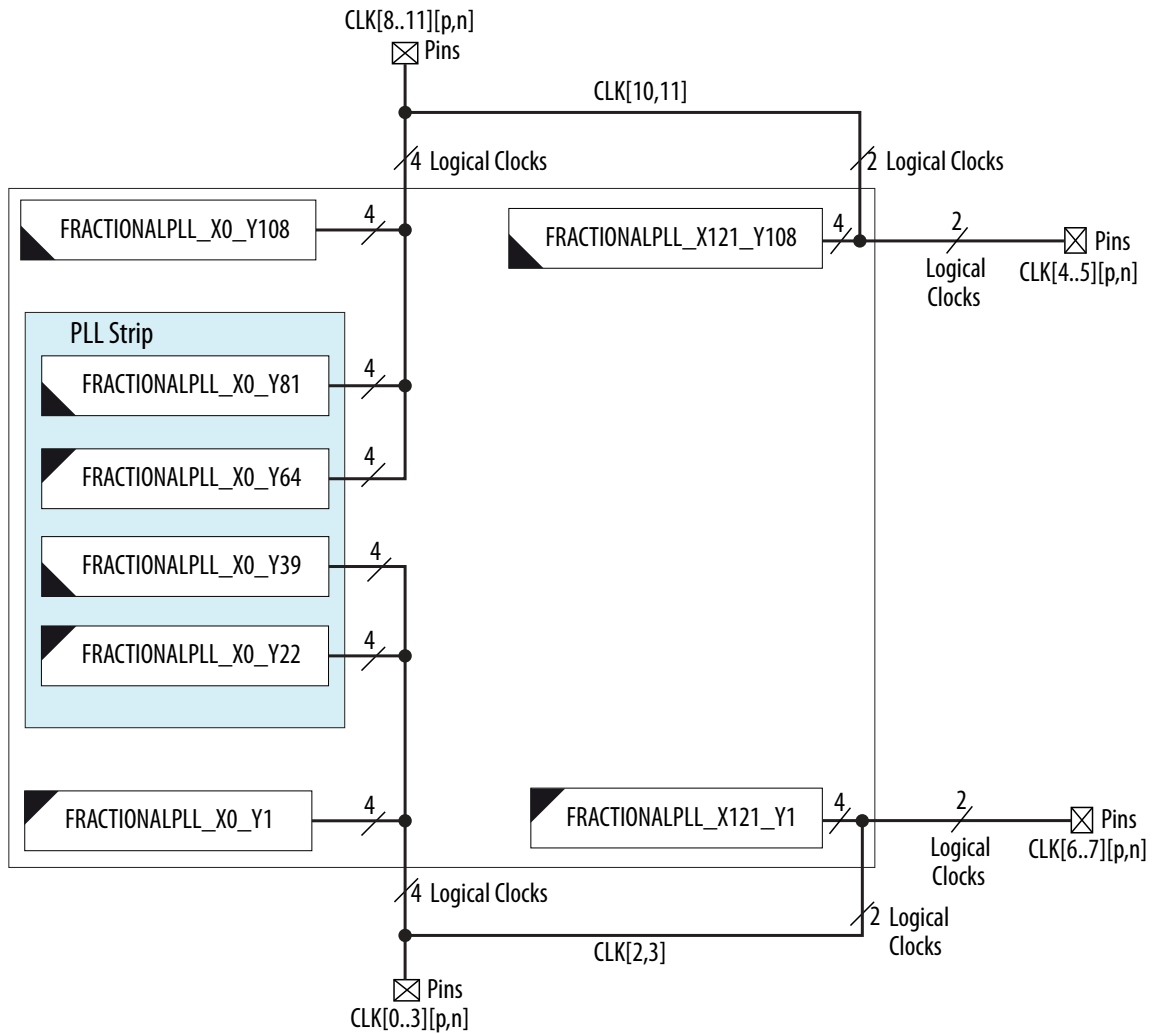 CLK[8..11][p,n]
Pins
CLK[10,11]
4 Logical Clocks
2 Logical Clocks
FRACTIONALPLL_X0_Y108
4
FRACTIONALPLL_X121_Y108
4
2
Logical
Clocks
Pins
CLK[4..5][p,n]
PLL Strip
FRACTIONALPLL_X0_Y81
4
FRACTIONALPLL_X0_Y64
4
FRACTIONALPLL_X0_Y39
4
FRACTIONALPLL_X0_Y22
4
FRACTIONALPLL_X0_Y1
4
FRACTIONALPLL_X121_Y1
4
2
Logical
Clocks
Pins
CLK[6..7][p,n]
4 Logical Clocks
2 Logical
Clocks
CLK[2,3]
Pins
CLK[0..3][p,n]